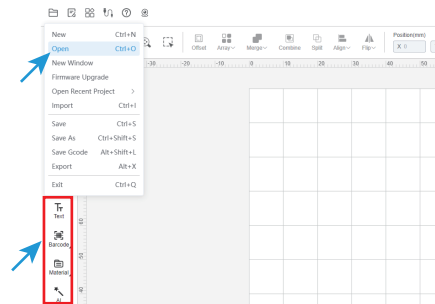 New Ctrl+N
Open Ctrl+O
New Window
Firmware Upgrade
Open Recent Project >
Import Ctrl+I
Save Ctrl+S
Save As Ctrl+Shift+S
Save Gcode Alt+Shift+L
Export Alt+X
Exit Ctrl+Q
Offset Array Merge Combine Split Align Flip
Position(mm)
X 0
-30 -20 -10 0 10 20 30 40 50
Text
Barcode
Material
AI
60
50
40